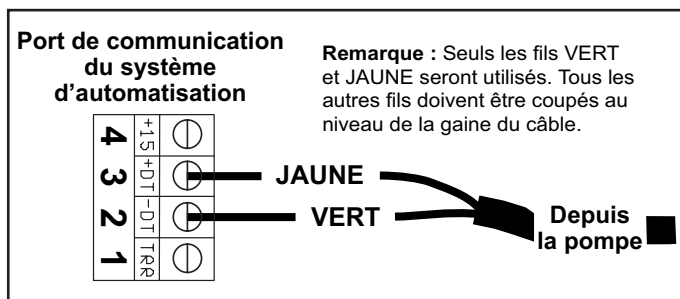 Port de communication
du système
d'automatisation
Remarque : Seuls les fils VERT
et JAUNE seront utilisés. Tous les
autres fils doivent être coupés au
niveau de la gaine du câble.
4 +15
3 +DT JAUNE
2 -DT VERT
1 TRR
Depuis
la pompe